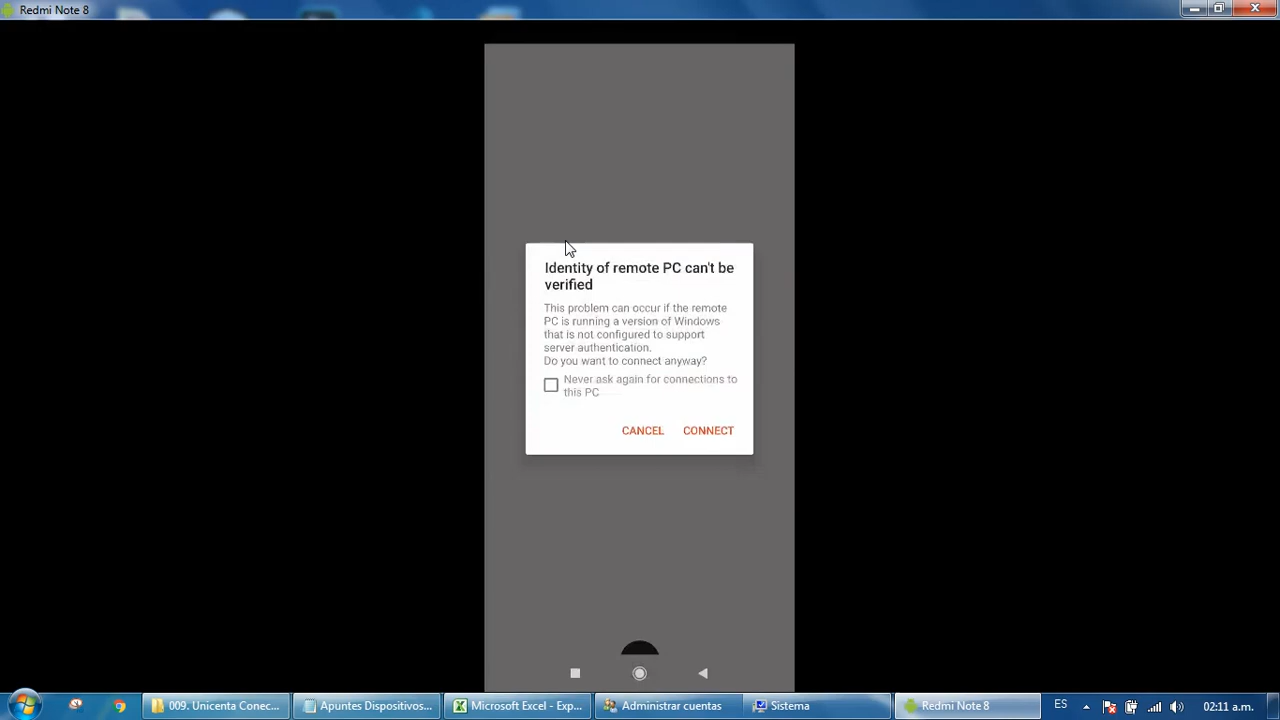 Redmi Note 8
Identity of remote PC can't be
verified
This problem can occur if the remote
PC is running a version of Windows
that is not configured to support
server authentication.
Do you want to connect anyway?
Never ask again for connections to
this PC
CANCEL CONNECT
009. Unicenta Conec...
Apuntes Dispositivos...
Microsoft Excel - Exp...
Administrar cuentas
Sistema
Redmi Note 8
ES
02:11 a.m.